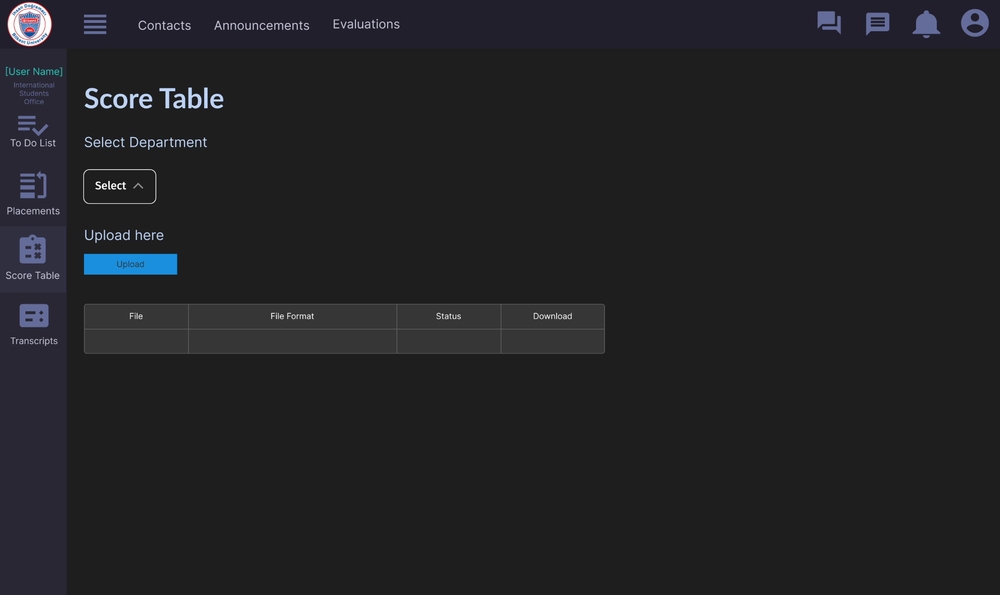 İhsan Doğramacı
Bilkent
1984
Bilkent University
Contacts
Announcements
Evaluations
[User Name]
International
Students
Office
To Do List
Placements
Score Table
Transcripts
Score Table
Select Department
Select
Upload here
Upload
File
File Format
Status
Download